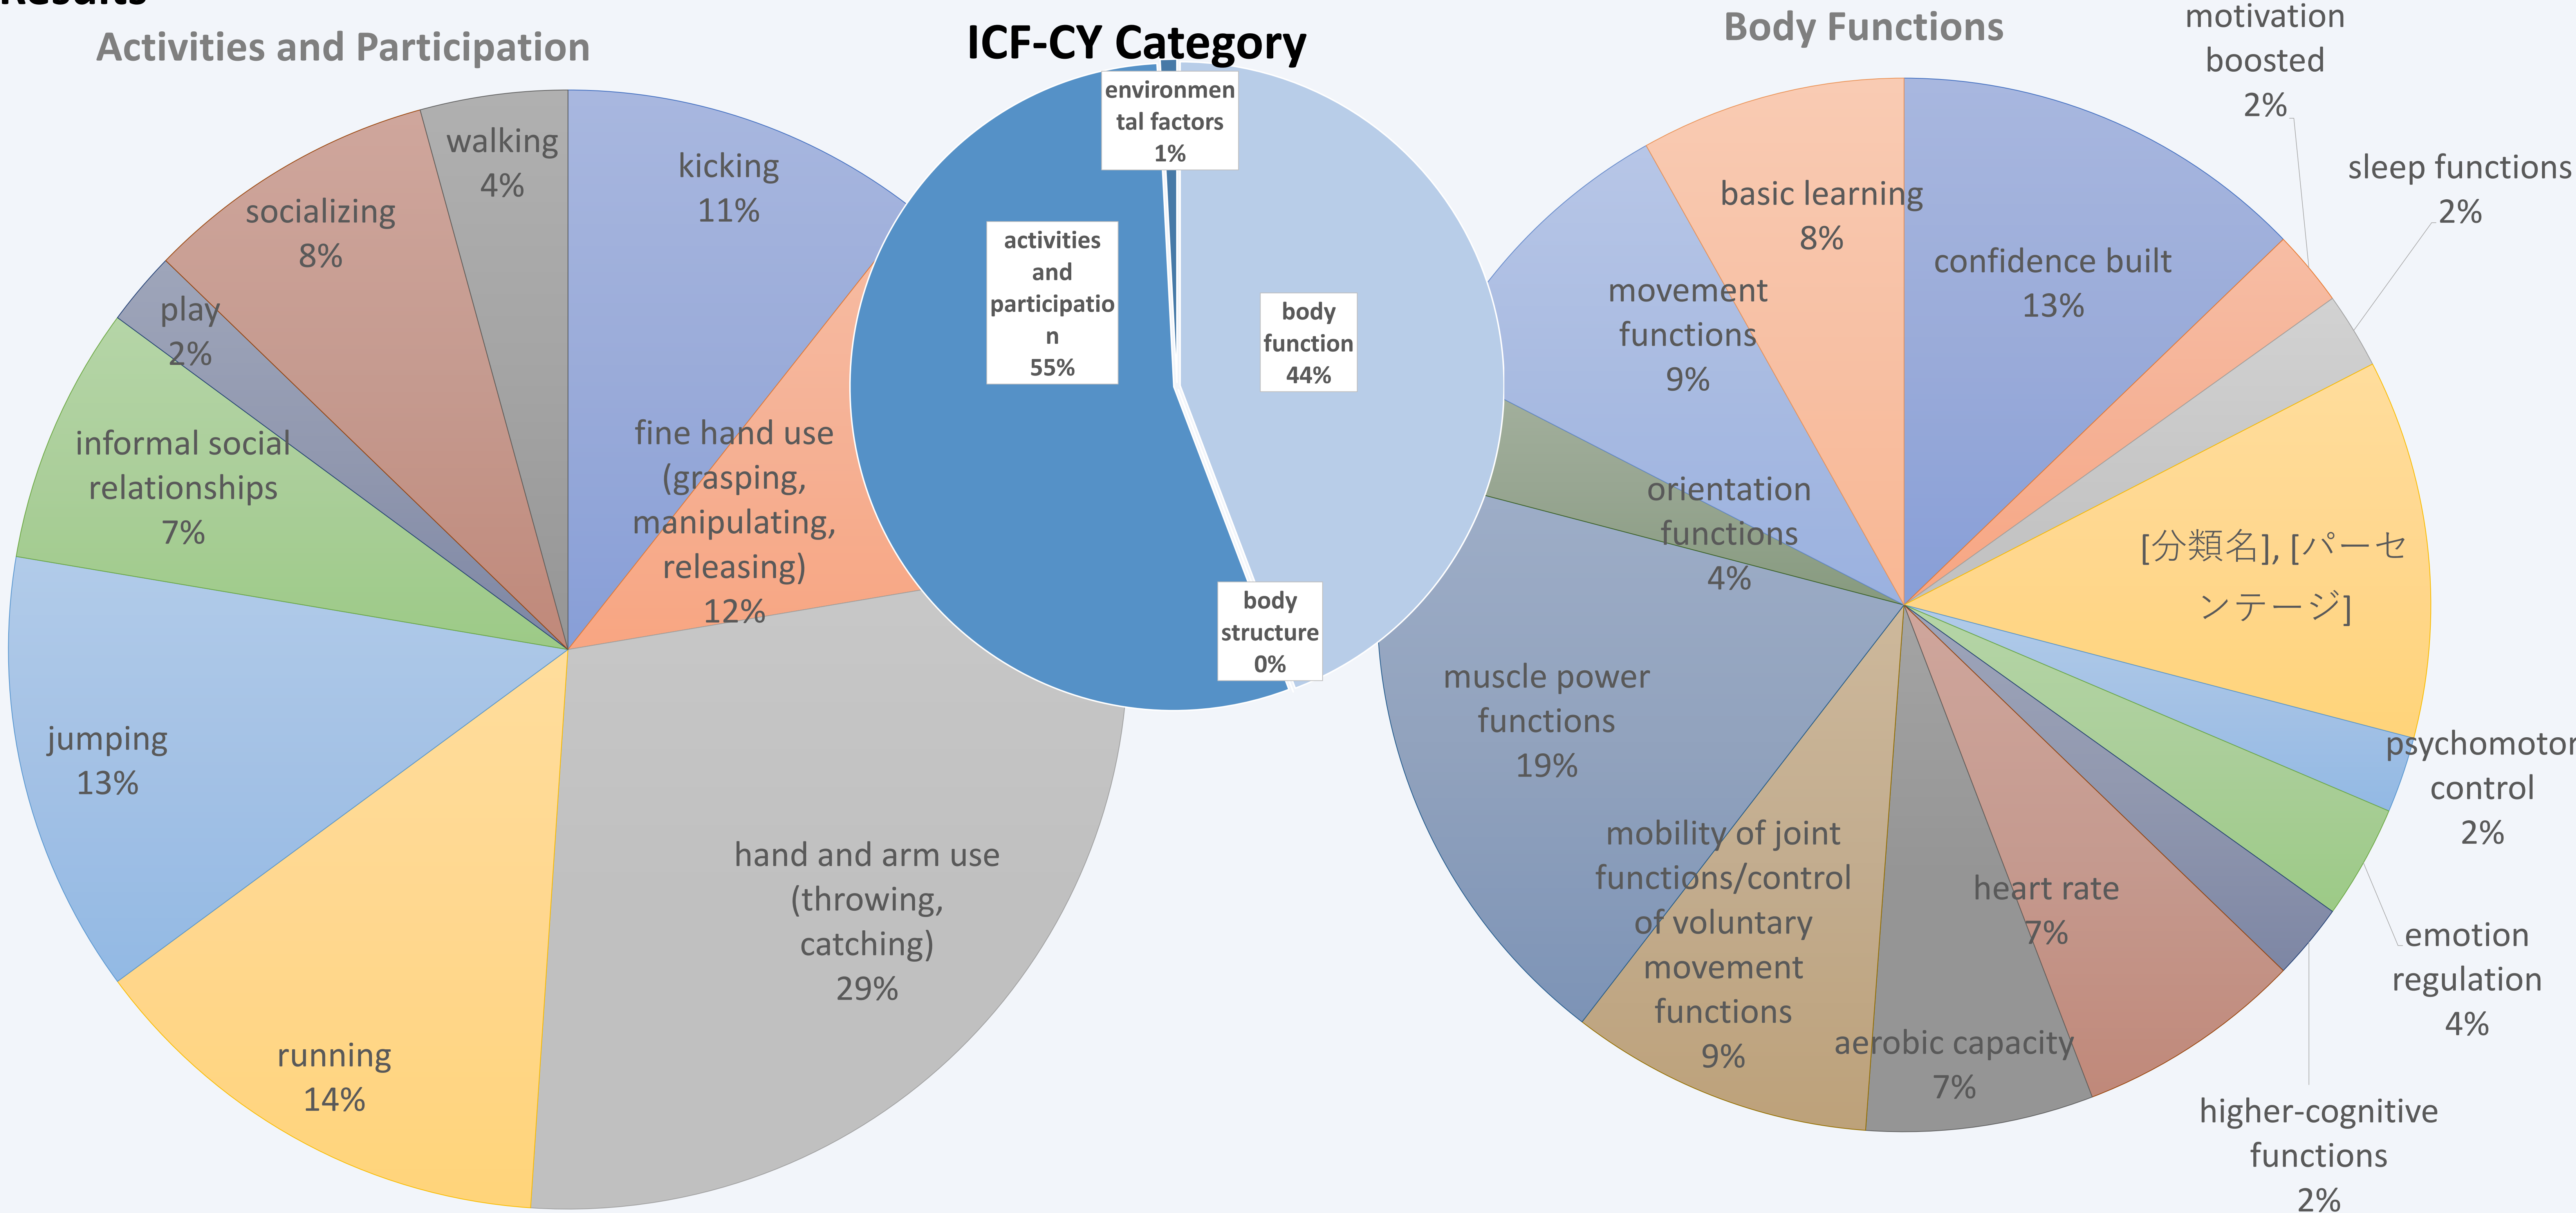 Results
Activities and Participation
walking
4%
kicking
11%
socializing
8%
play
2%
informal social
relationships
7%
fine hand use
(grasping,
manipulating,
releasing)
12%
jumping
13%
hand and arm use
(throwing,
catching)
29%
running
14%
ICF-CY Category
environmen
tal factors
1%
activities
and
participatio
n
55%
body
function
44%
body
structure
0%
Body Functions
motivation
boosted
2%
sleep functions
2%
basic learning
8%
confidence built
13%
movement
functions
9%
orientation
functions
4%
[分類名], [パーセ
ンテージ]
muscle power
functions
19%
psychomotor
control
2%
mobility of joint
functions/control
of voluntary
movement
functions
9%
heart rate
7%
emotion
regulation
4%
aerobic capacity
7%
higher-cognitive
functions
2%